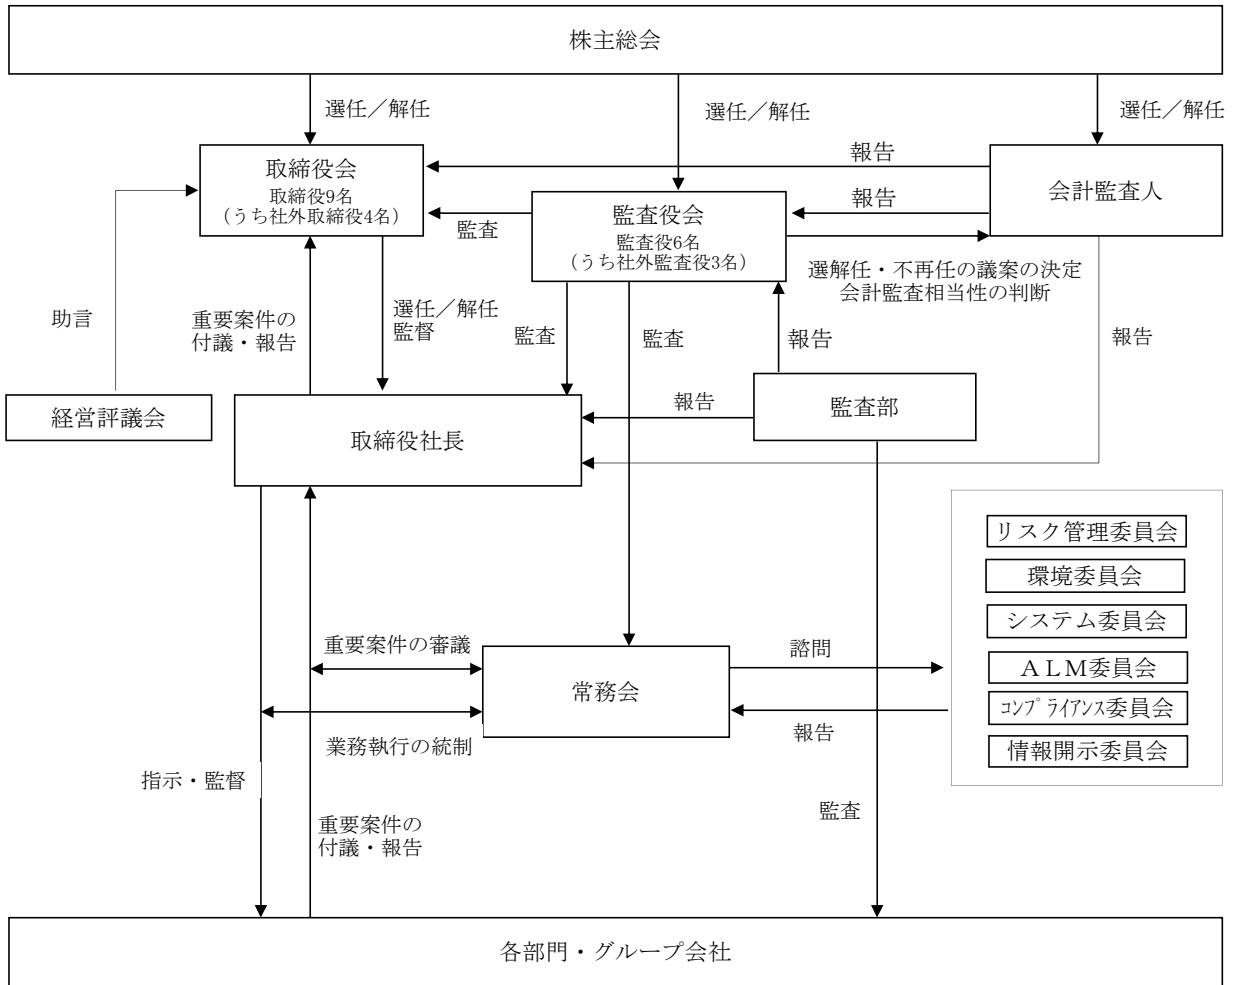 株主総会
選任／解任
選任／解任
選任／解任
取締役会
取締役9名
（うち社外取締役4名）
報告
会計監査人
監査役会
監査役6名
（うち社外監査役3名）
報告
監査
選解任・不再任の議案の決定
会計監査相当性の判断
助言
重要案件の
付議・報告
選任／解任
監督
監査
監査
報告
報告
経営評議会
取締役社長
報告
監査部
リスク管理委員会
環境委員会
システム委員会
ＡＬＭ委員会
ｺﾝﾌﾟﾗｲｱﾝｽ委員会
情報開示委員会
重要案件の審議
常務会
諮問
報告
業務執行の統制
指示・監督
重要案件の
付議・報告
監査
各部門・グループ会社